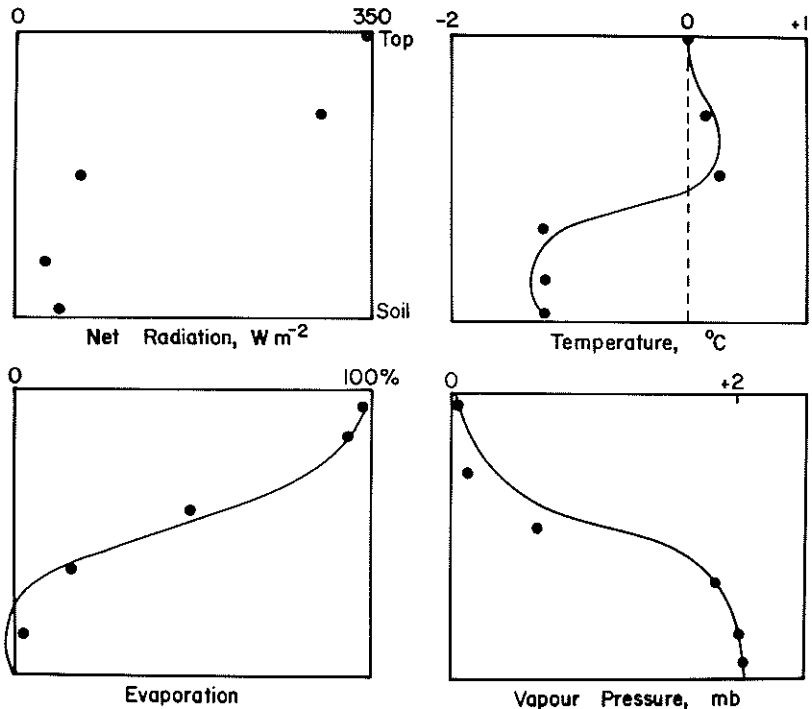 0 350
Top
Soil
Net Radiation, W m⁻²
-2 0 +1
Temperature, °C
0 100%
Evaporation
0 +2
Vapour Pressure, mb